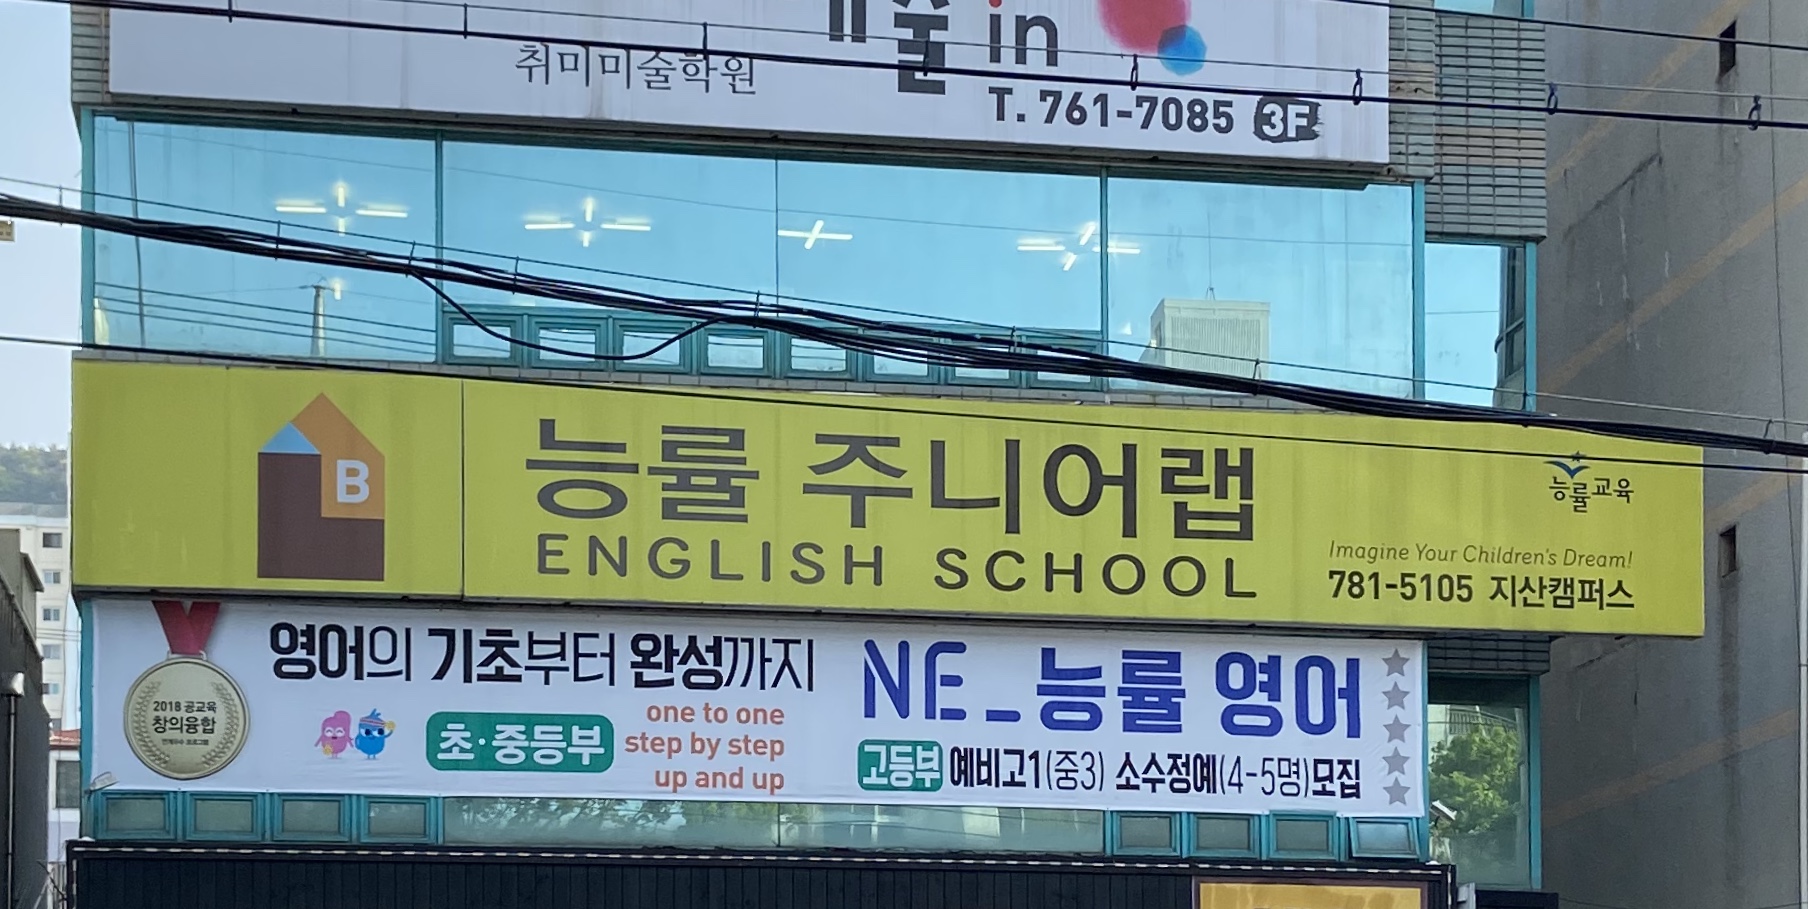 술in
취미미술학원
T. 761-7085 3F
B
능률 주니어랩
ENGLISH SCHOOL
능률교육
Imagine Your Children's Dream!
781-5105 지산캠퍼스
2018 공교육
창의융합
영어의 기초부터 완성까지
초·중등부
one to one
step by step
up and up
NE_능률 영어
고등부 예비고1(중3) 소수정예(4-5명)모집